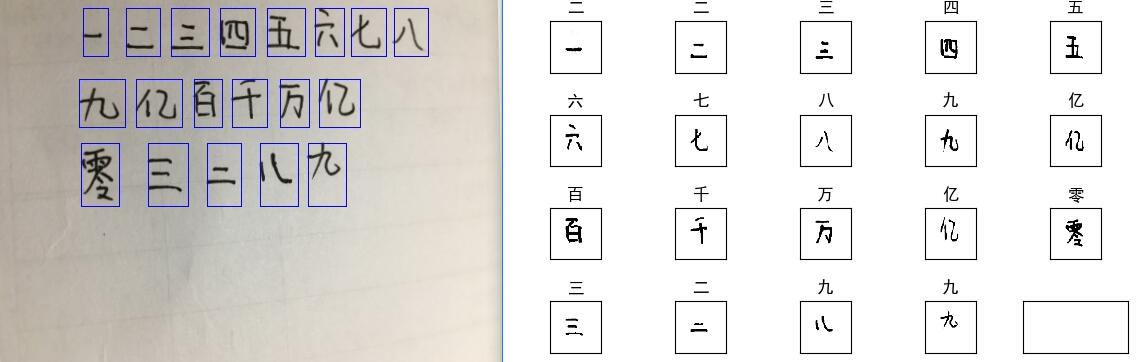 一二三四五六七八
九亿百千万亿
零三二八九
二 二 三 四 五
一 二 三 四 五
六 七 八 九 亿
六 七 八 九 亿
百 千 万 亿 零
百 千 万 亿 零
三 二 九 九
三 二 八 九